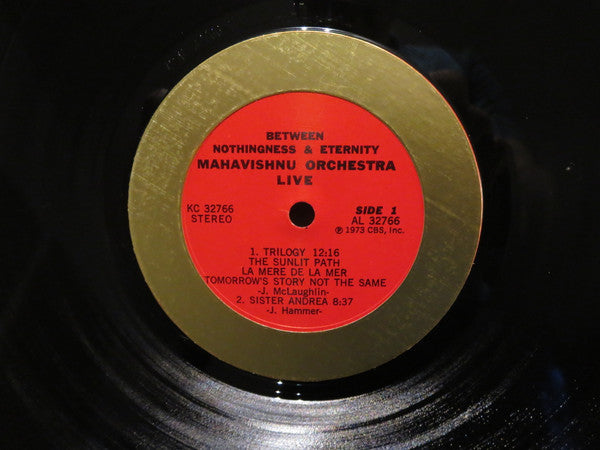 BETWEEN
NOTHINGNESS & ETERNITY
MAHAVISHNU ORCHESTRA
LIVE
KC 32766
STEREO
SIDE 1
AL 32766
℗ 1973 CBS, Inc.
1. TRILOGY 12:16
THE SUNLIT PATH
LA MERE DE LA MER
TOMORROW'S STORY NOT THE SAME
-J. McLaughlin-
2. SISTER ANDREA 8:37
-J. Hammer-